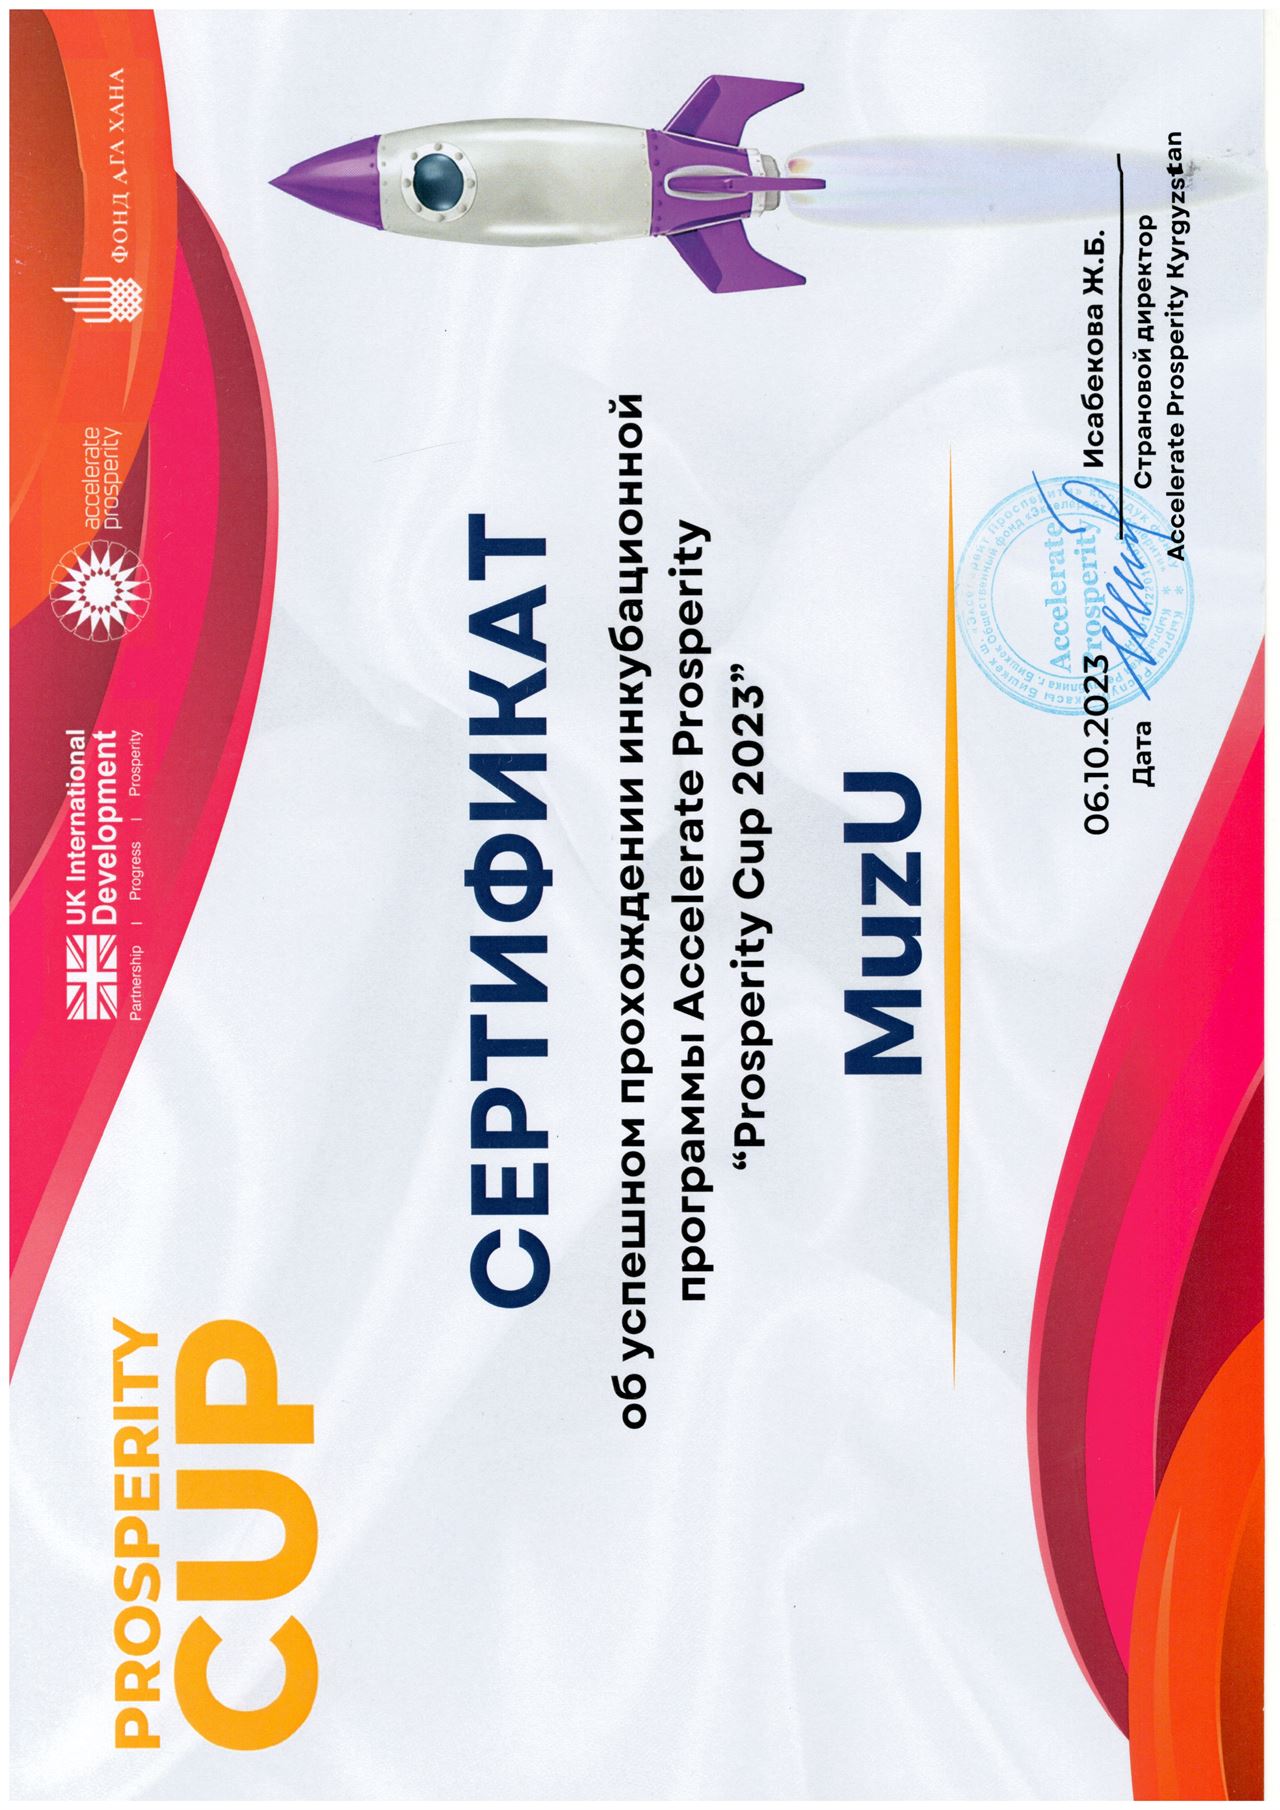 PROSPERITY
CUP
UK International
Development
Partnership | Progress | Prosperity
accelerate
prosperity
ФОНД АГА ХАНА
СЕРТИФИКАТ
об успешном прохождении инкубационной
программы Accelerate Prosperity
“Prosperity Cup 2023”
MuzU
Accelerate
Prosperity
06.10.2023
Дата
Исабекова Ж.Б.
Страновой директор
Accelerate Prosperity Kyrgyzstan